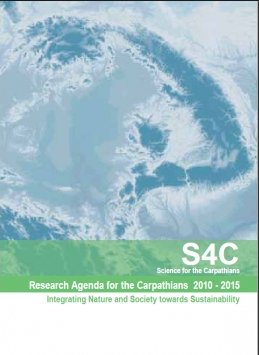 S4C
Science for the Carpathians
Research Agenda for the Carpathians 2010 - 2015
Integrating Nature and Society towards Sustainability